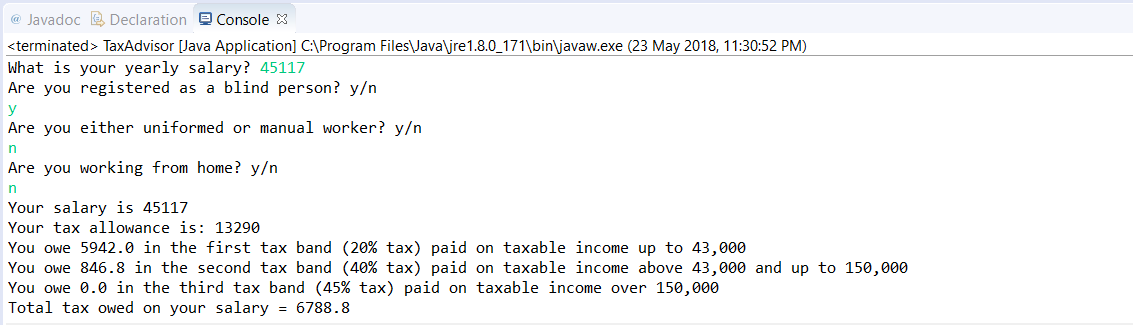 @ Javadoc Declaration Console
<terminated> TaxAdvisor [Java Application] C:\Program Files\Java\jre1.8.0_171\bin\javaw.exe (23 May 2018, 11:30:52 PM)
What is your yearly salary? 45117
Are you registered as a blind person? y/n
y
Are you either uniformed or manual worker? y/n
n
Are you working from home? y/n
n
Your salary is 45117
Your tax allowance is: 13290
You owe 5942.0 in the first tax band (20% tax) paid on taxable income up to 43,000
You owe 846.8 in the second tax band (40% tax) paid on taxable income above 43,000 and up to 150,000
You owe 0.0 in the third tax band (45% tax) paid on taxable income over 150,000
Total tax owed on your salary = 6788.8